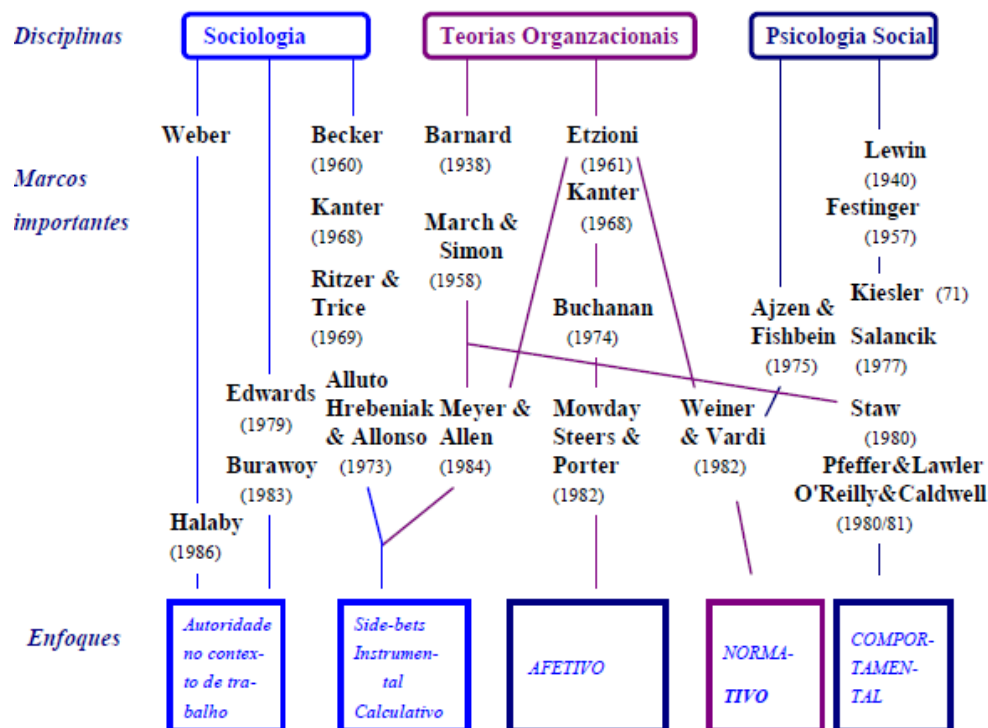 Disciplinas
Sociologia
Teorias Organzacionais
Psicologia Social
Marcos
importantes
Weber
Becker
(1960)
Kanter
(1968)
Ritzer &
Trice
(1969)
Barnard
(1938)
March &
Simon
(1958)
Etzioni
(1961)
Kanter
(1968)
Buchanan
(1974)
Lewin
(1940)
Festinger
(1957)
Kiesler (71)
Ajzen &
Fishbein
(1975)
Salancik
(1977)
Edwards
(1979)
Burawoy
(1983)
Halaby
(1986)
Alluto
Hrebeniak
& Allonso
(1973)
Meyer &
Allen
(1984)
Mowday
Steers &
Porter
(1982)
Weiner
& Vardi
(1982)
Staw
(1980)
Pfeffer&Lawler
O'Reilly&Caldwell
(1980/81)
Enfoques
Autoridade
no contex-
to de tra-
balho
Side-bets
Instrumen-
tal
Calculativo
AFETIVO
NORMA-
TIVO
COMPOR-
TAMEN-
TAL